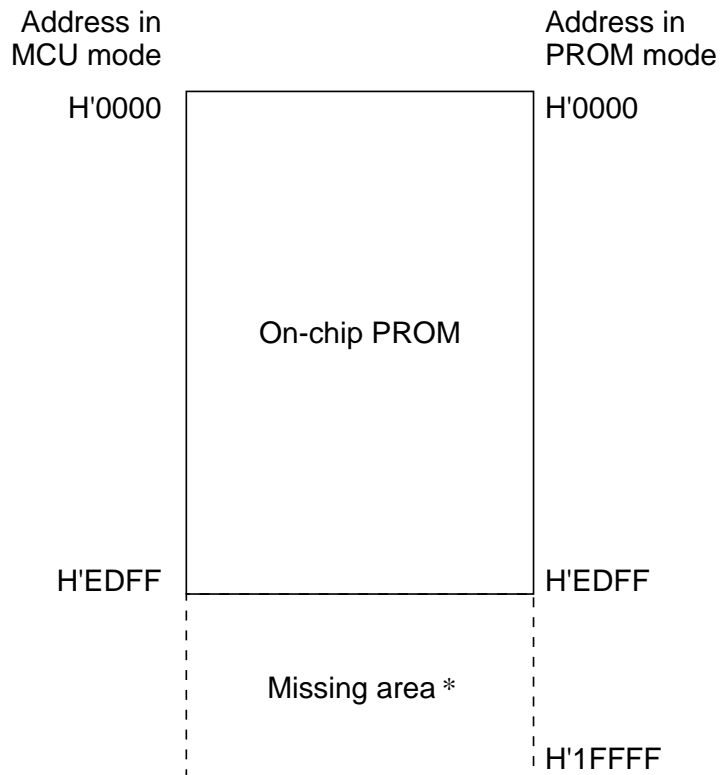 Address in
MCU mode
Address in
PROM mode
H'0000
H'0000
On-chip PROM
H'EDFF
H'EDFF
Missing area *
H'1FFFF